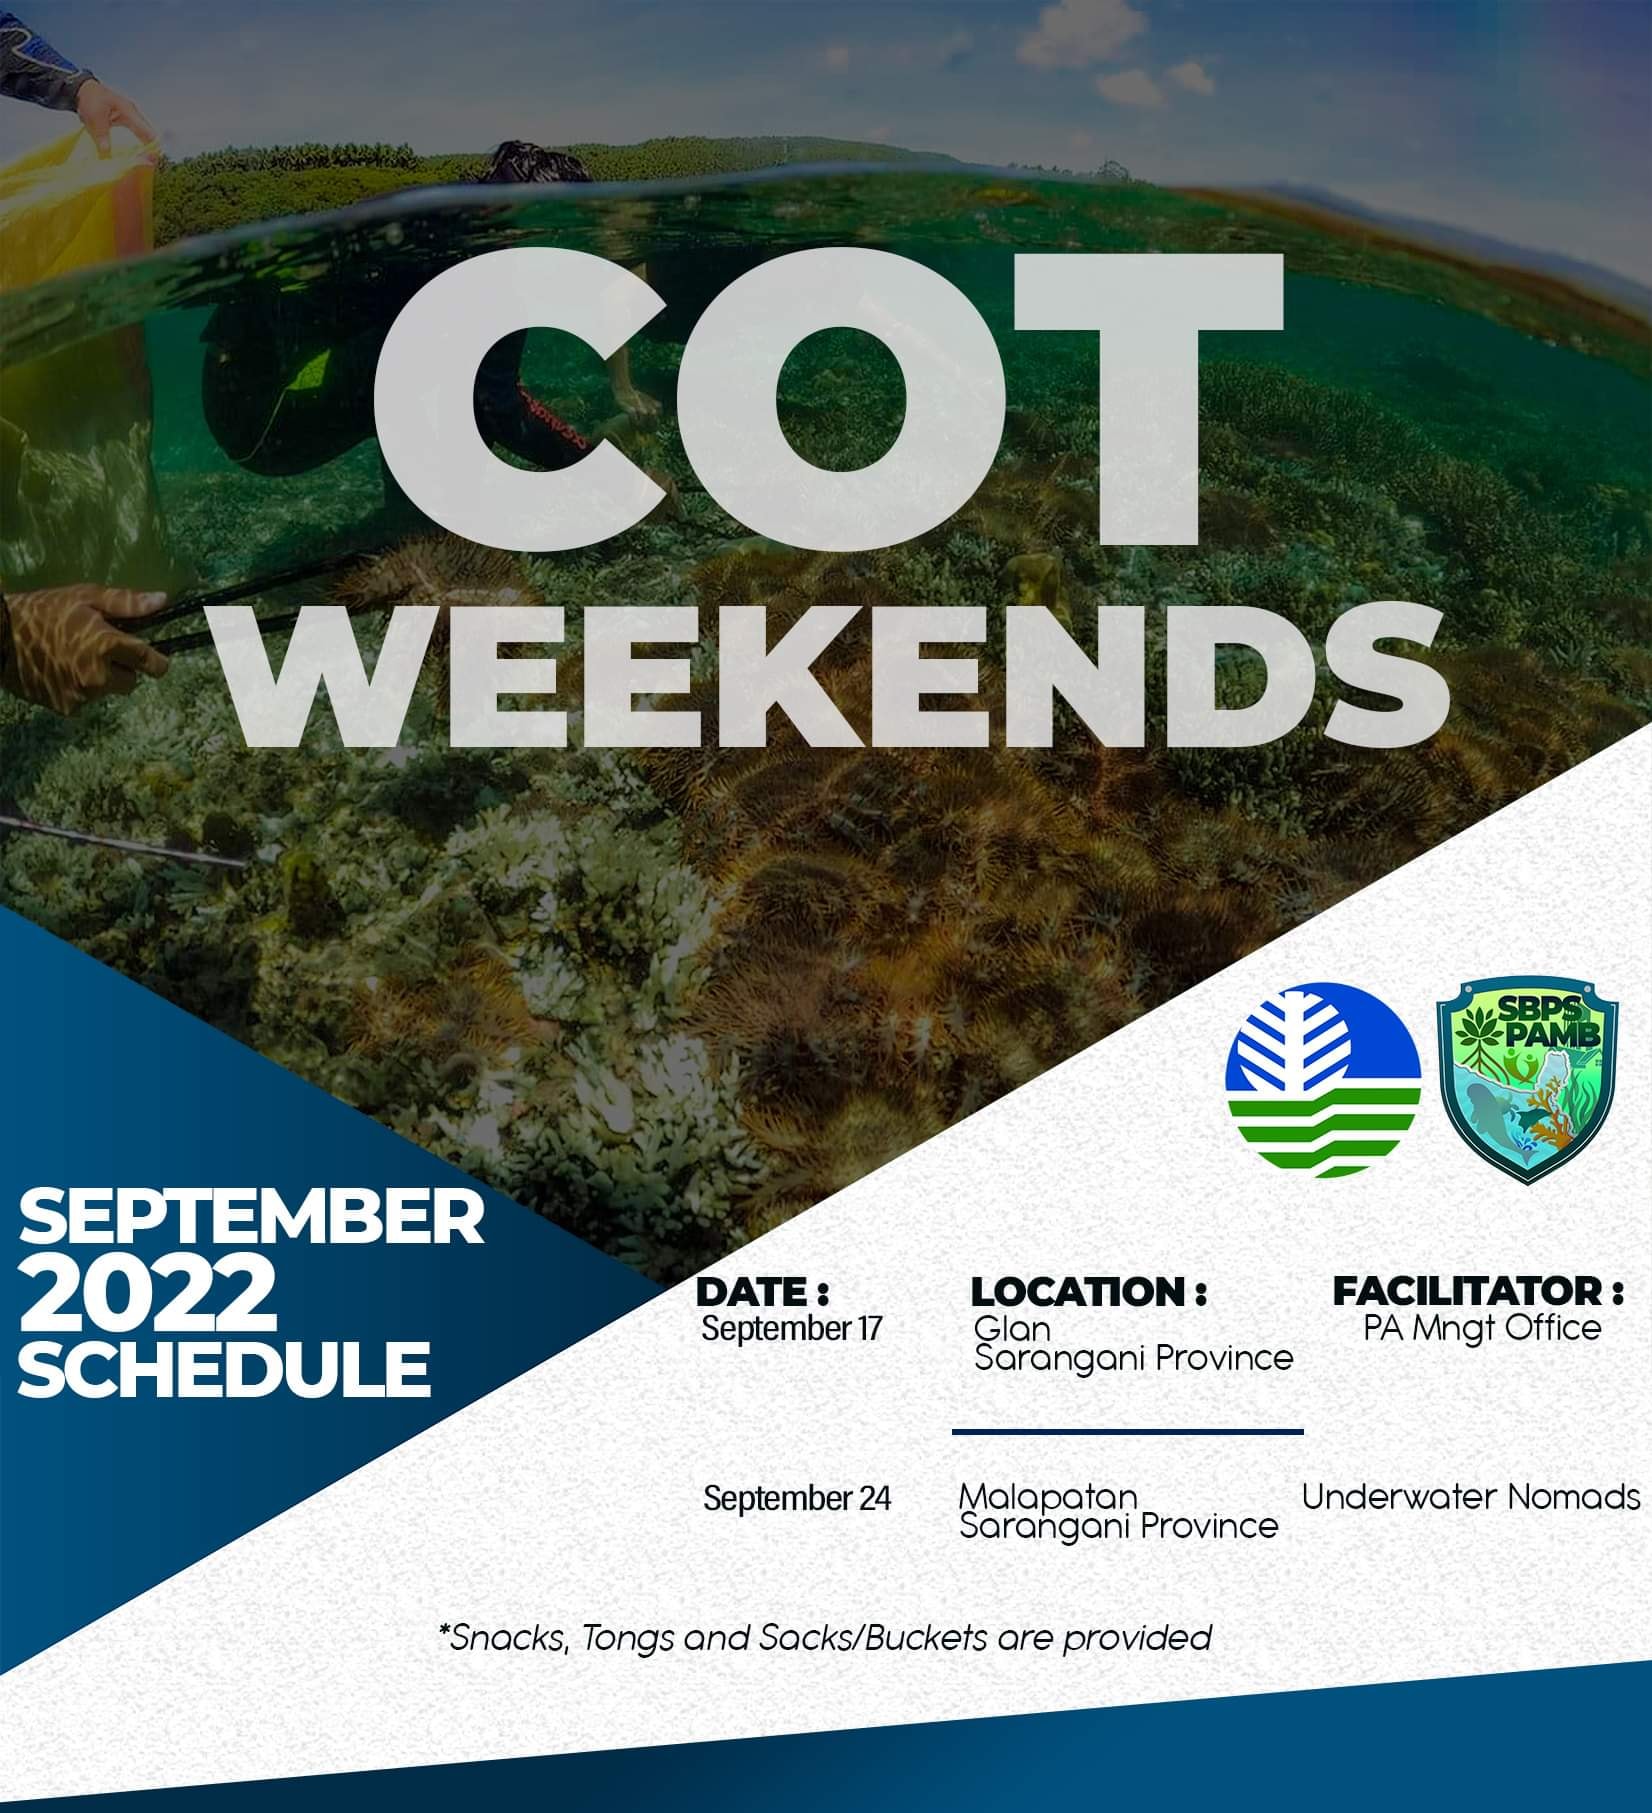 COT
WEEKENDS
SBPS
PAMB
SEPTEMBER
2022
SCHEDULE
DATE :
LOCATION :
FACILITATOR :
September 17
Glan
Sarangani Province
PA Mngt Office
September 24
Malapatan
Sarangani Province
Underwater Nomads
*Snacks, Tongs and Sacks/Buckets are provided